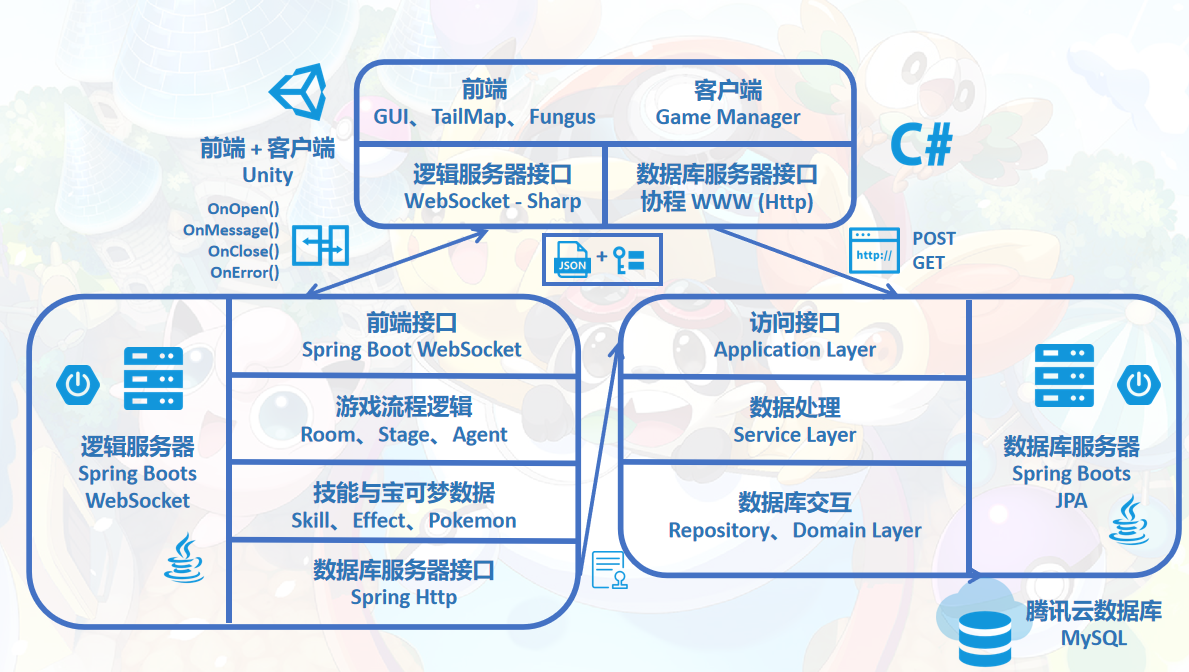 前端
GUI、TailMap、Fungus
客户端
Game Manager
C#
前端 + 客户端
Unity
逻辑服务器接口
WebSocket - Sharp
数据库服务器接口
协程 WWW (Http)
OnOpen()
OnMessage()
OnClose()
OnError()
JSON
+
http://
POST
GET
逻辑服务器
Spring Boots
WebSocket
前端接口
Spring Boot WebSocket
游戏流程逻辑
Room、Stage、Agent
技能与宝可梦数据
Skill、Effect、Pokemon
数据库服务器接口
Spring Http
访问接口
Application Layer
数据处理
Service Layer
数据库交互
Repository、Domain Layer
数据库服务器
Spring Boots
JPA
腾讯云数据库
MySQL